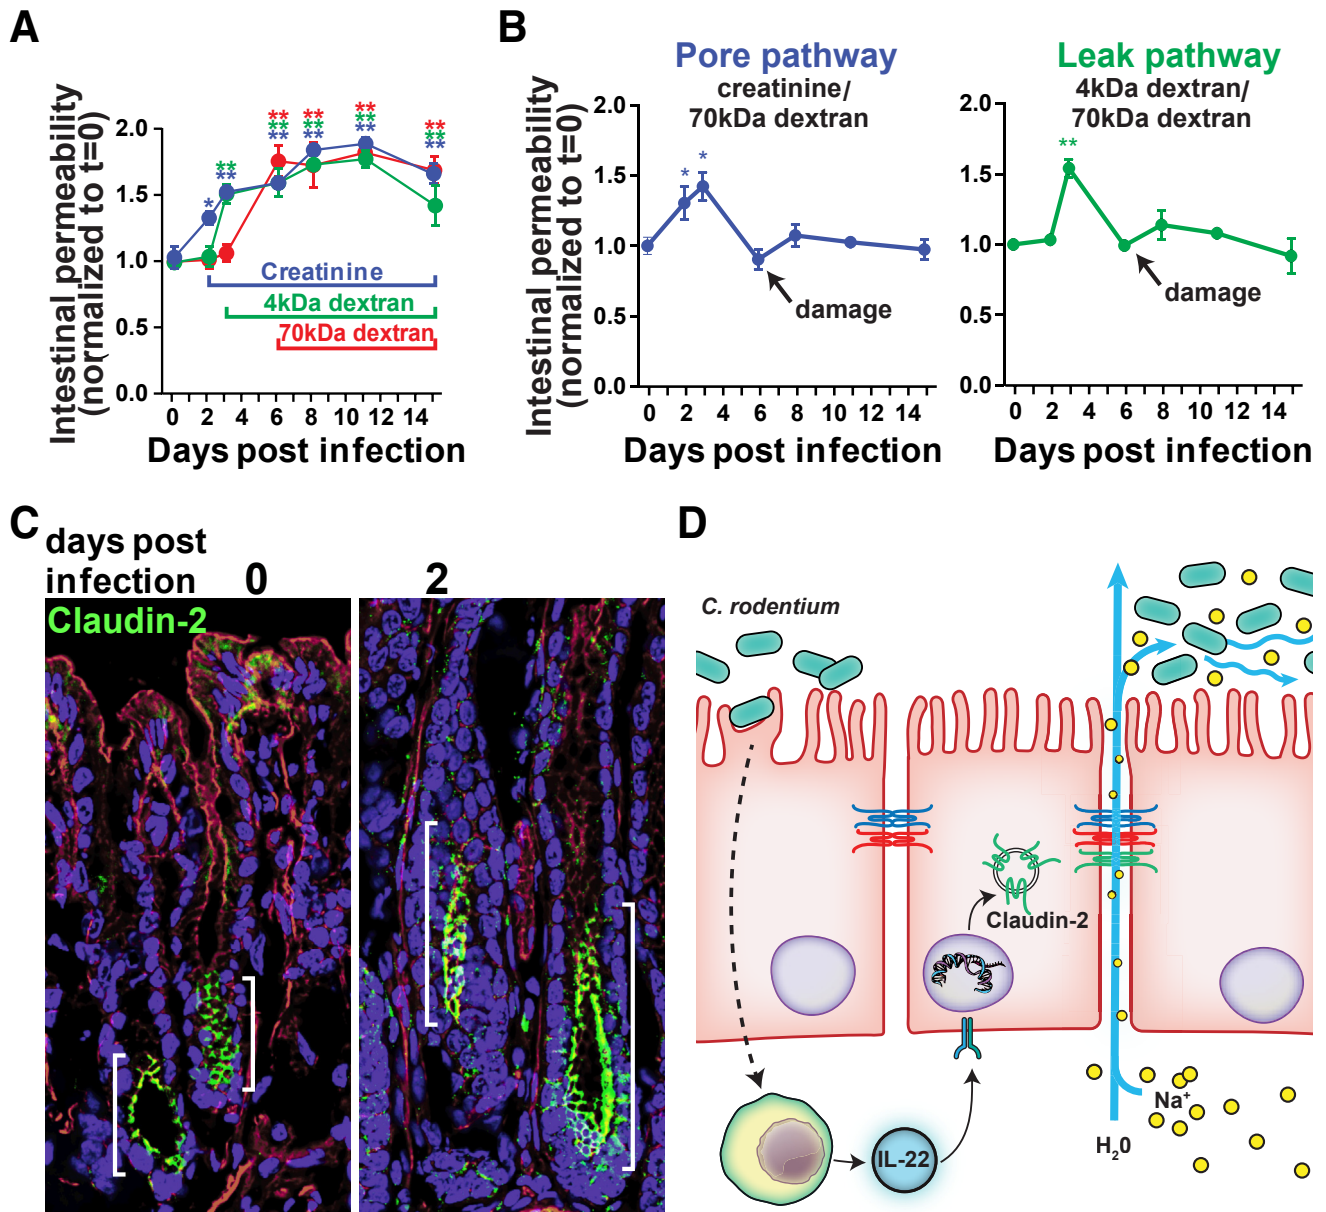 A
Intestinal permeability
(normalized to t=0)
2.0
1.5
1.0
0.5
0.0
** ** ** **
** ** ** ** **
* ** ** ** ** **
Creatinine
4kDa dextran
70kDa dextran
0 2 4 6 8 10 11 14
Days post infection
B
Intestinal permeability
(normalized to t=0)
Pore pathway
creatinine/
70kDa dextran
2.0
1.5
1.0
0.5
0.0
* *
damage
0 2 4 6 8 10 11 14
Days post infection
Leak pathway
4kDa dextran/
70kDa dextran
2.0
1.5
1.0
0.5
0.0
**
damage
0 2 4 6 8 10 12 14
Days post infection
C
days post
infection 0 2
Claudin-2
D
C. rodentium
Claudin-2
IL-22
Na+
H20